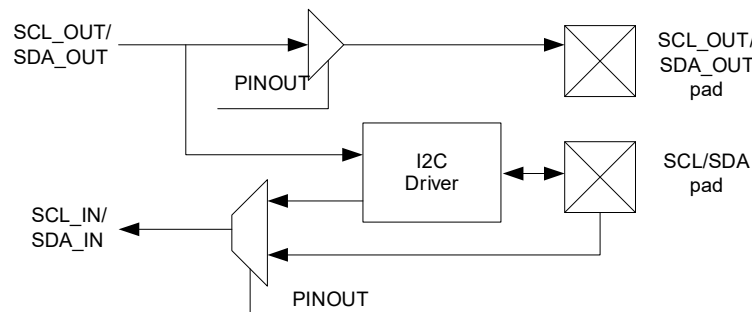 SCL_OUT/
SDA_OUT
PINOUT
SCL_OUT/
SDA_OUT
pad
I2C
Driver
SCL/SDA
pad
SCL_IN/
SDA_IN
PINOUT